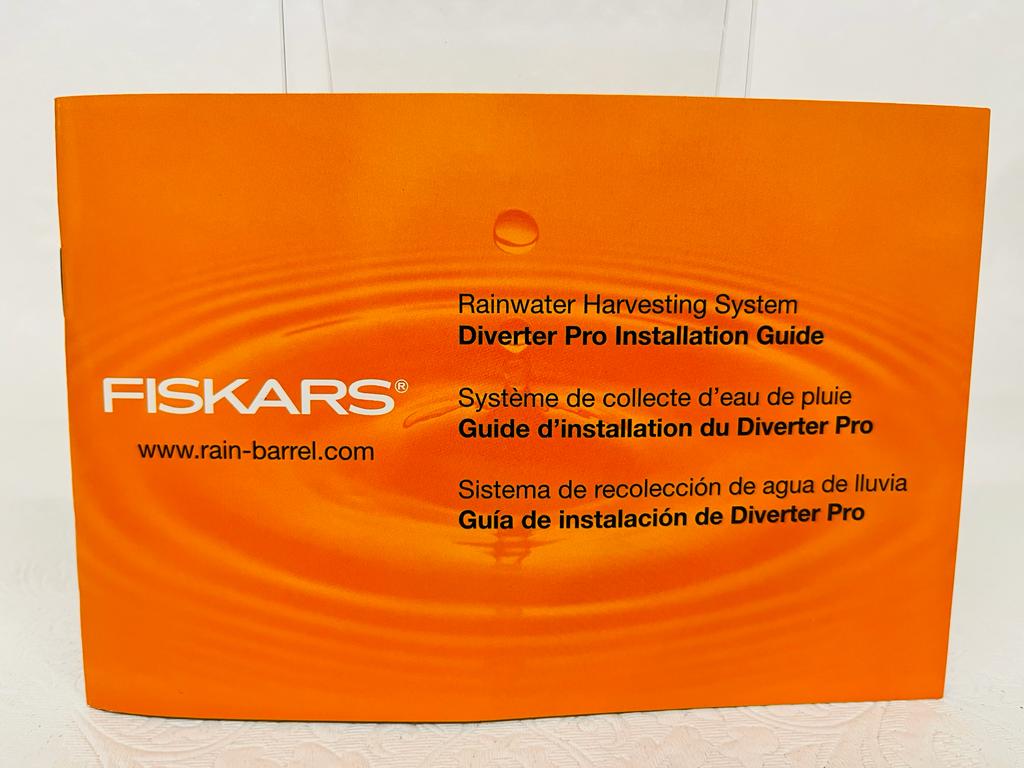 FISKARS®
www.rain-barrel.com
Rainwater Harvesting System
Diverter Pro Installation Guide
Système de collecte d'eau de pluie
Guide d'installation du Diverter Pro
Sistema de recolección de agua de lluvia
Guía de instalación de Diverter Pro